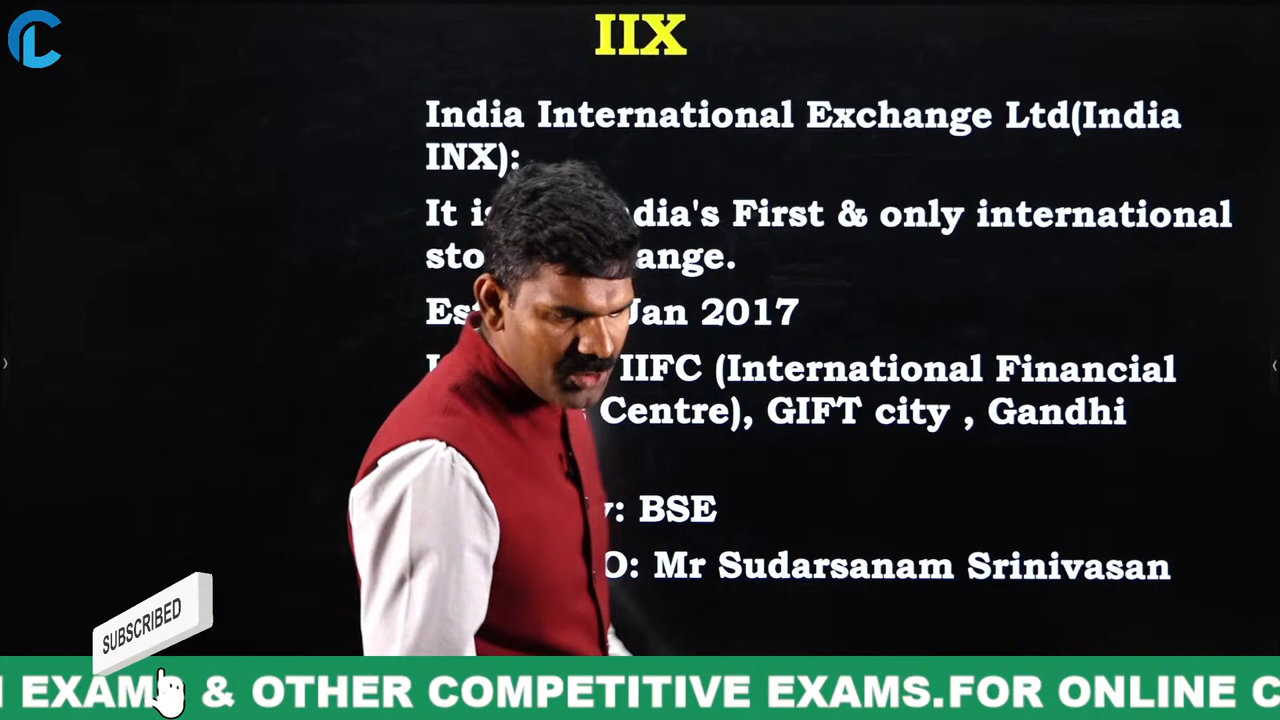 IIX
India International Exchange Ltd(India
INX):
It is dia's First & only international
sto ange.
Es Jan 2017
IIFC (International Financial
Centre), GIFT city , Gandhi
y: BSE
O: Mr Sudarsanam Srinivasan
SUBSCRIBED
EXAM & OTHER COMPETITIVE EXAMS.FOR ONLINE C